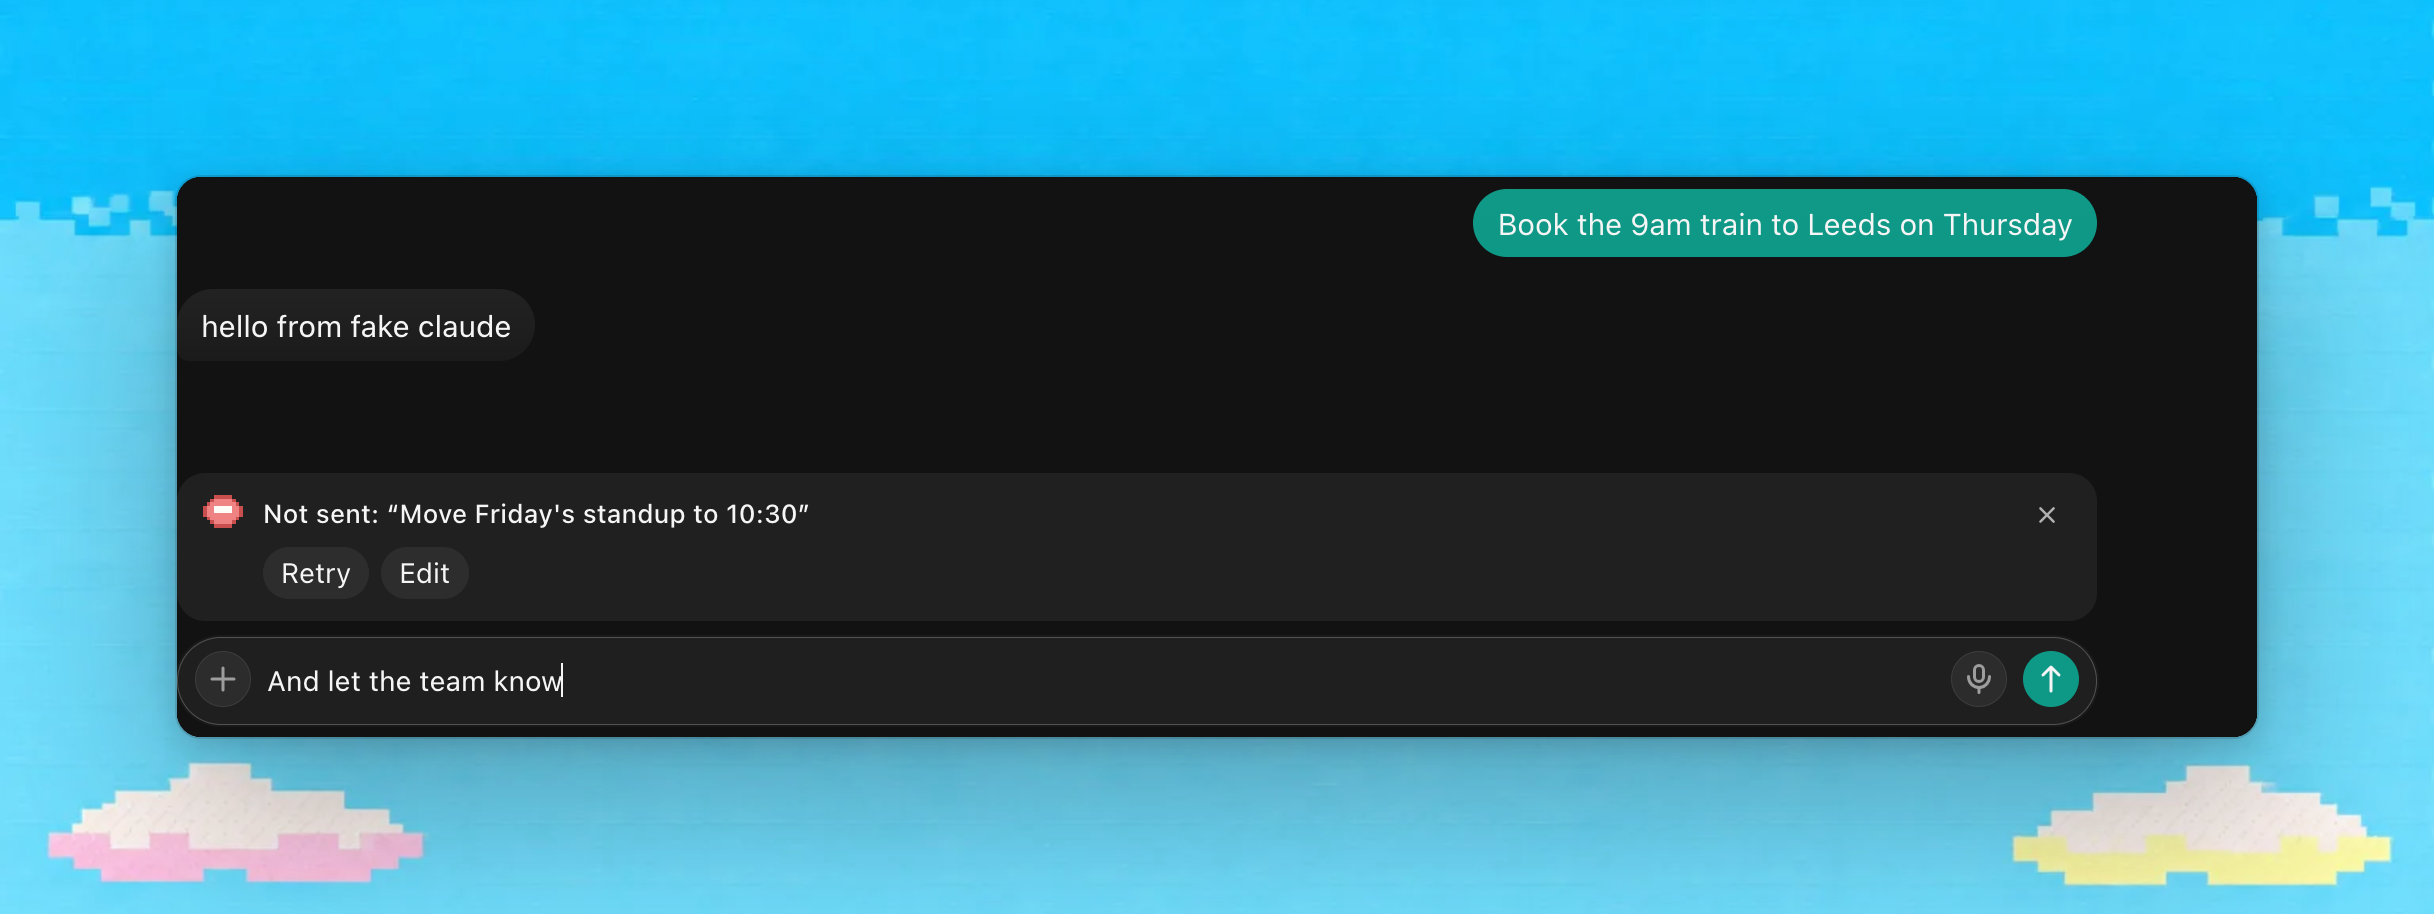 Book the 9am train to Leeds on Thursday
hello from fake claude
Not sent: “Move Friday's standup to 10:30”
Retry Edit
And let the team know